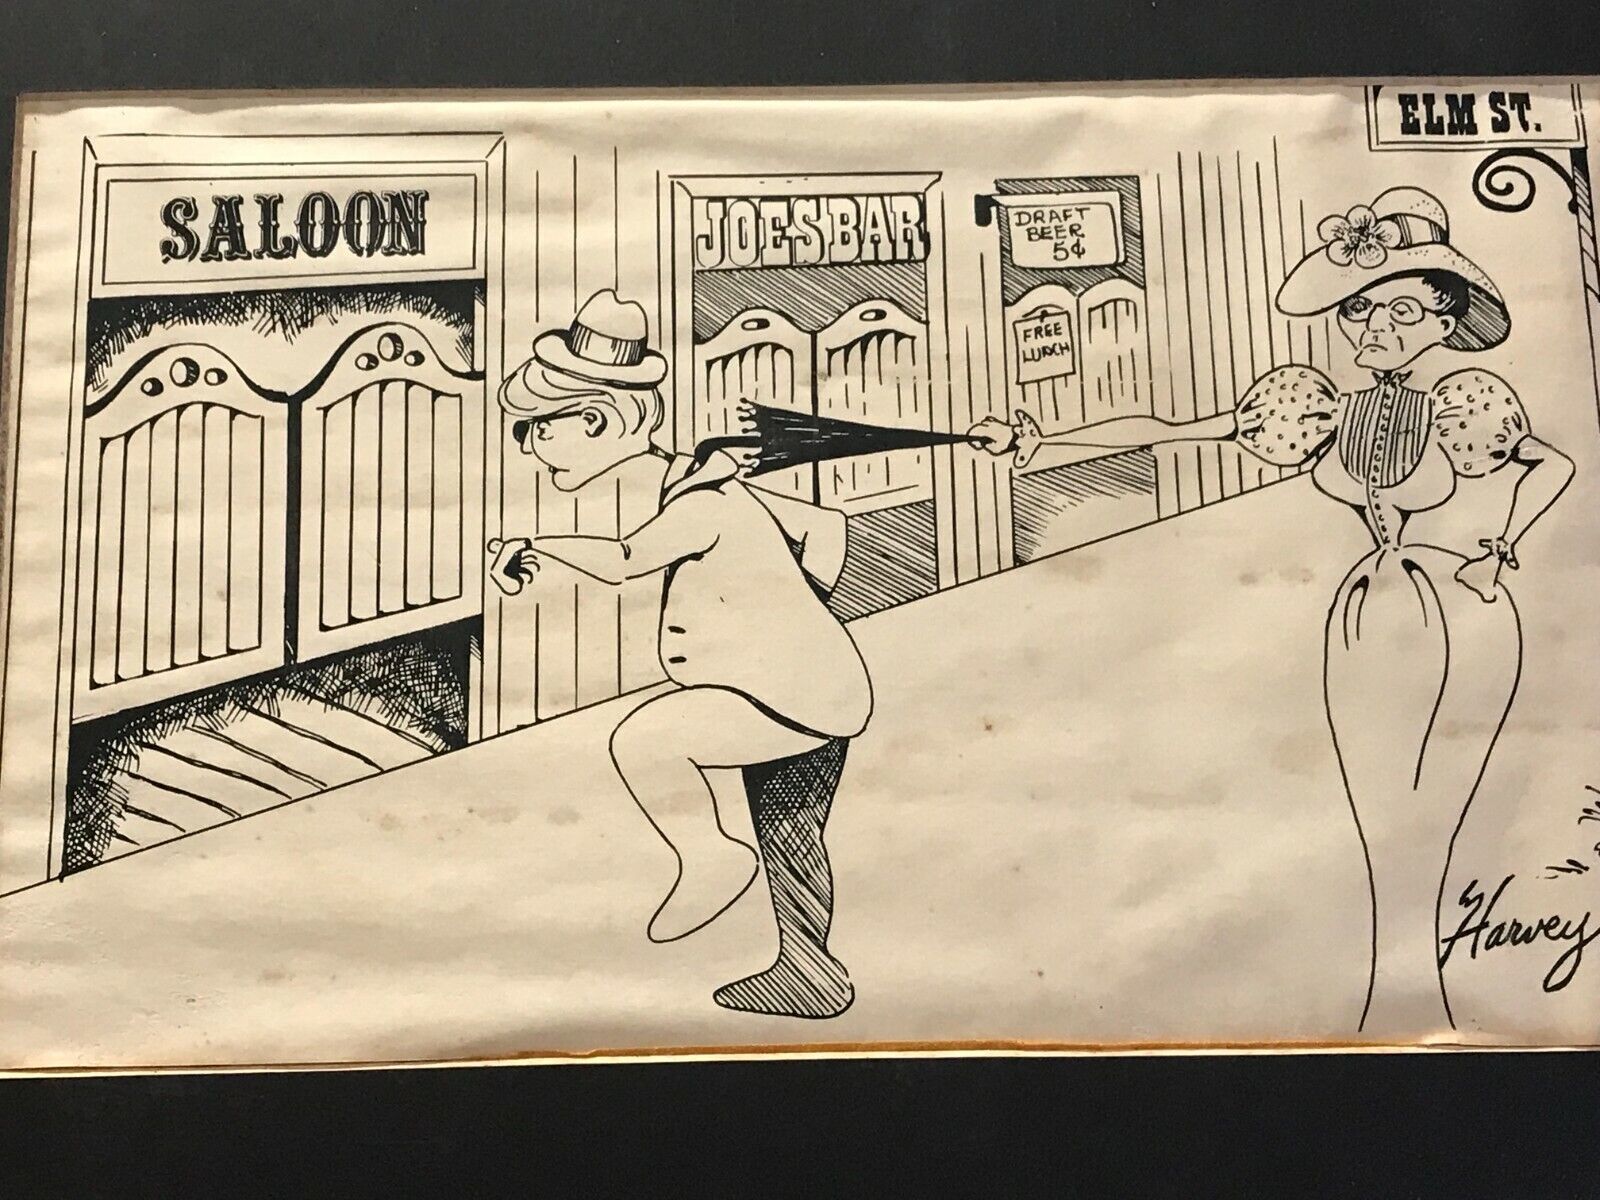 ELM ST.
SALOON
JOESBAR
DRAFT
BEER
5¢
FREE
LUNCH
Harvey